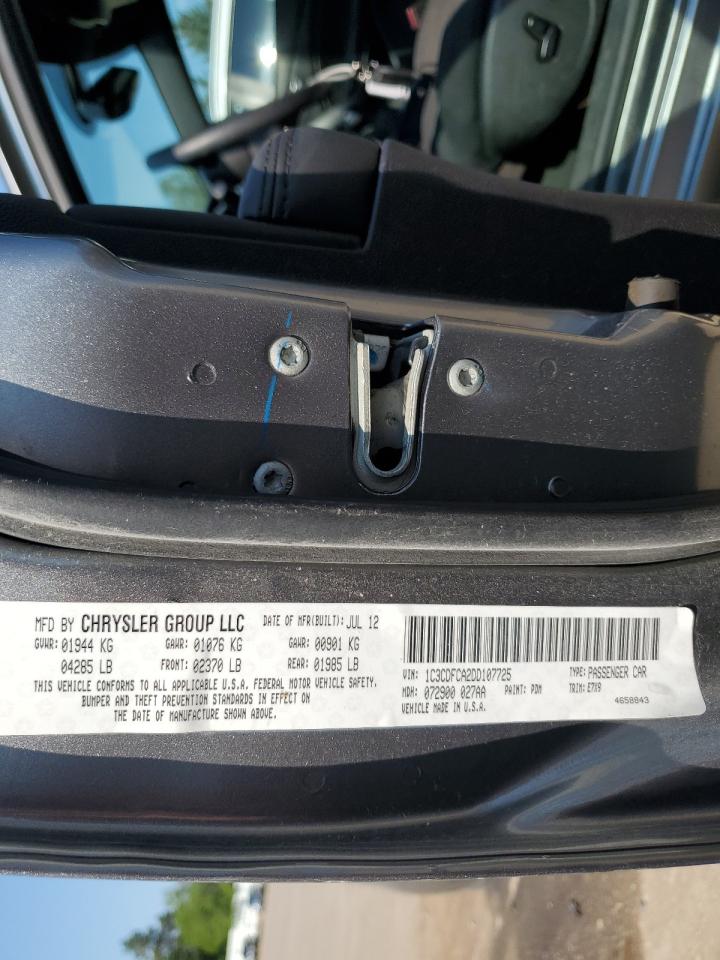 MFD BY CHRYSLER GROUP LLC DATE OF MFR(BUILT): JUL 12
GVWR: 01944 KG GAWR: 01076 KG GAWR: 00901 KG
04285 LB FRONT: 02370 LB REAR: 01985 LB
THIS VEHICLE CONFORMS TO ALL APPLICABLE U.S.A. FEDERAL MOTOR VEHICLE SAFETY,
BUMPER AND THEFT PREVENTION STANDARDS IN EFFECT ON
THE DATE OF MANUFACTURE SHOWN ABOVE.
VIN: 1C3CDFCA2DD107725 TYPE: PASSENGER CAR
MDH: 072900 027AA PAINT: PDM TRIM: E7X9
VEHICLE MADE IN U.S.A. 4658843